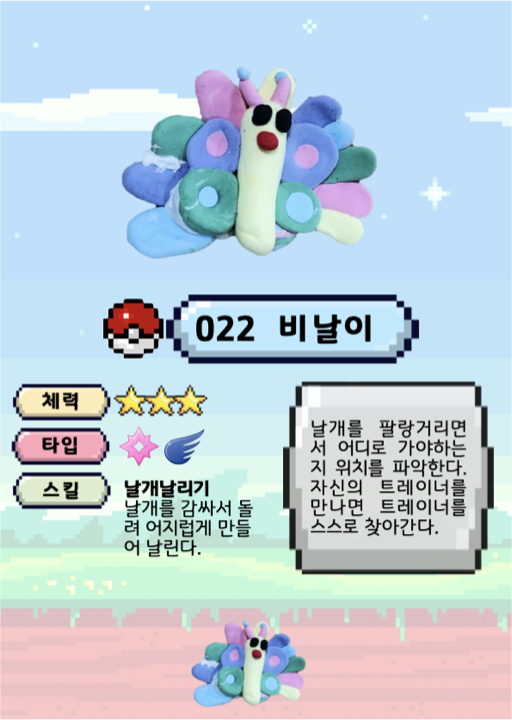 022 비날이
체력
타입
스킬
날개날리기
날개를 감싸서 돌
려 어지럽게 만들
어 날린다.
날개를 팔랑거리면
서 어디로 가야하는
지 위치를 파악한다.
자신의 트레이너를
만나면 트레이너를
스스로 찾아간다.